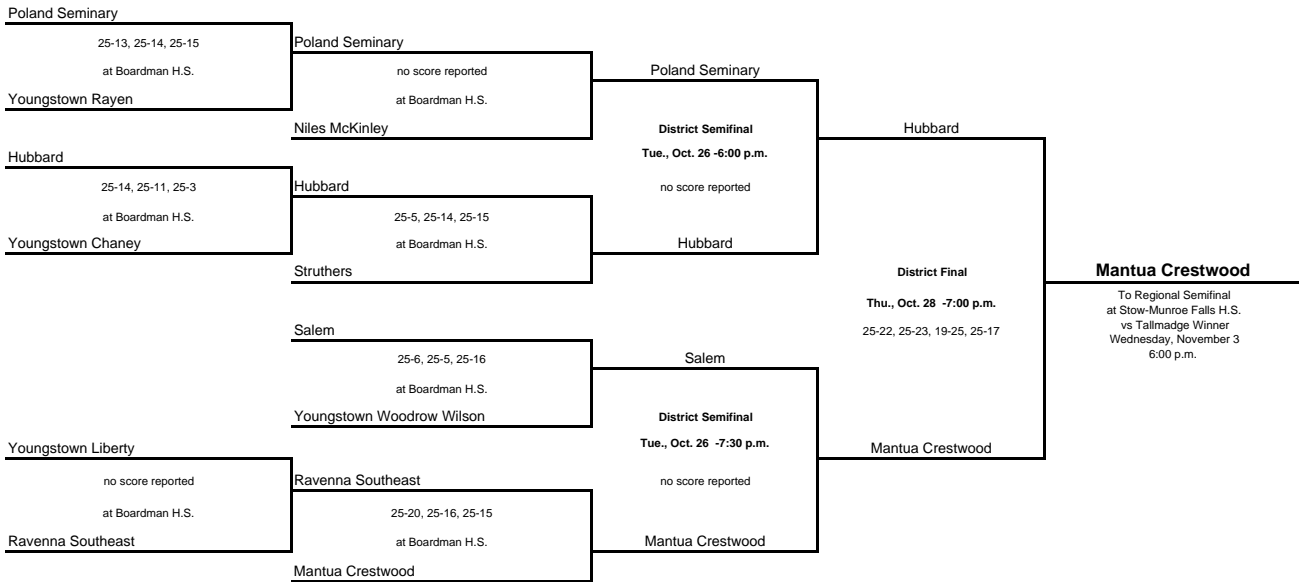 Poland Seminary
25-13, 25-14, 25-15
at Boardman H.S.
Youngstown Rayen
Hubbard
25-14, 25-11, 25-3
at Boardman H.S.
Youngstown Chaney
Youngstown Liberty
no score reported
at Boardman H.S.
Ravenna Southeast
Poland Seminary
no score reported
at Boardman H.S.
Niles McKinley
Hubbard
25-5, 25-14, 25-15
at Boardman H.S.
Struthers
Salem
25-6, 25-5, 25-16
at Boardman H.S.
Youngstown Woodrow Wilson
Ravenna Southeast
25-20, 25-16, 25-15
at Boardman H.S.
Mantua Crestwood
Poland Seminary
District Semifinal
Tue., Oct. 26 -6:00 p.m.
no score reported
Hubbard
Salem
District Semifinal
Tue., Oct. 26 -7:30 p.m.
no score reported
Mantua Crestwood
Hubbard
District Final
Thu., Oct. 28 -7:00 p.m.
25-22, 25-23, 19-25, 25-17
Mantua Crestwood
Mantua Crestwood
To Regional Semifinal
at Stow-Munroe Falls H.S.
vs Tallmadge Winner
Wednesday, November 3
6:00 p.m.